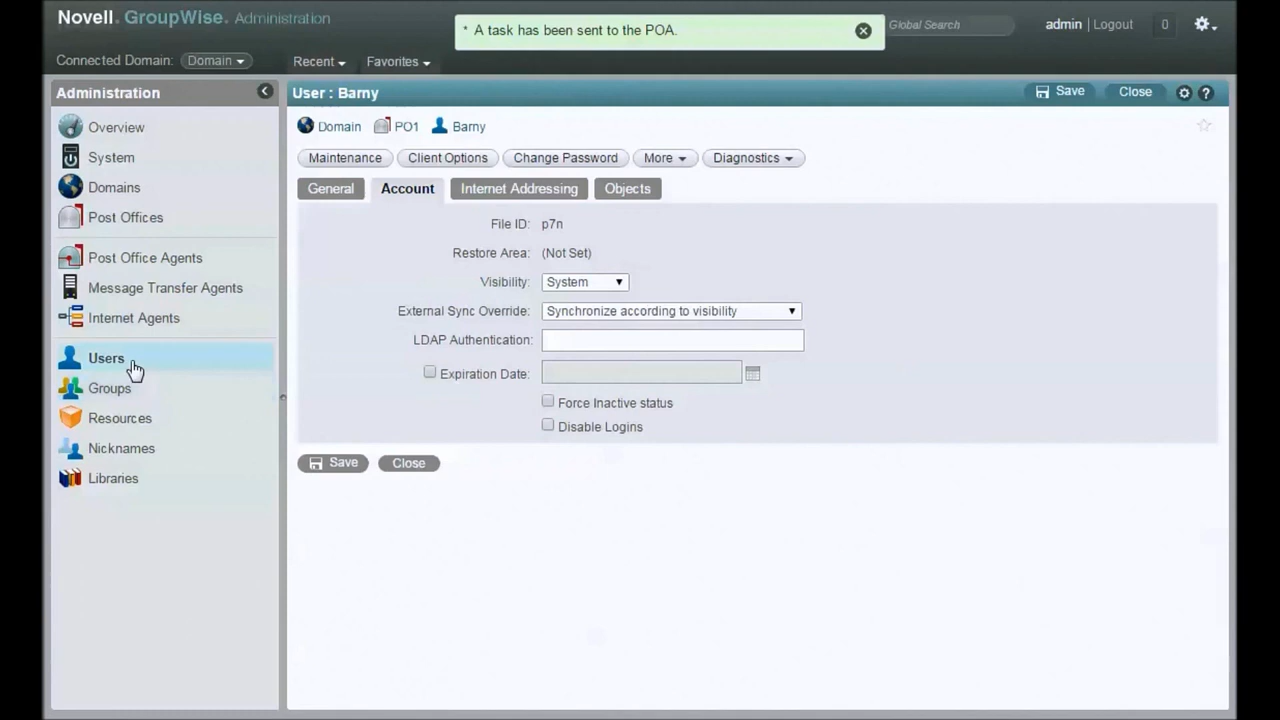 Novell. GroupWise. Administration
* A task has been sent to the POA.
Global Search
admin | Logout
0
Connected Domain: Domain
Recent
Favorites
Administration
Overview
System
Domains
Post Offices
Post Office Agents
Message Transfer Agents
Internet Agents
Users
Groups
Resources
Nicknames
Libraries
User : Barny
Save
Close
?
Domain PO1 Barny
Maintenance Client Options Change Password More Diagnostics
General Account Internet Addressing Objects
File ID: p7n
Restore Area: (Not Set)
Visibility: System
External Sync Override: Synchronize according to visibility
LDAP Authentication:
Expiration Date:
Force Inactive status
Disable Logins
Save Close